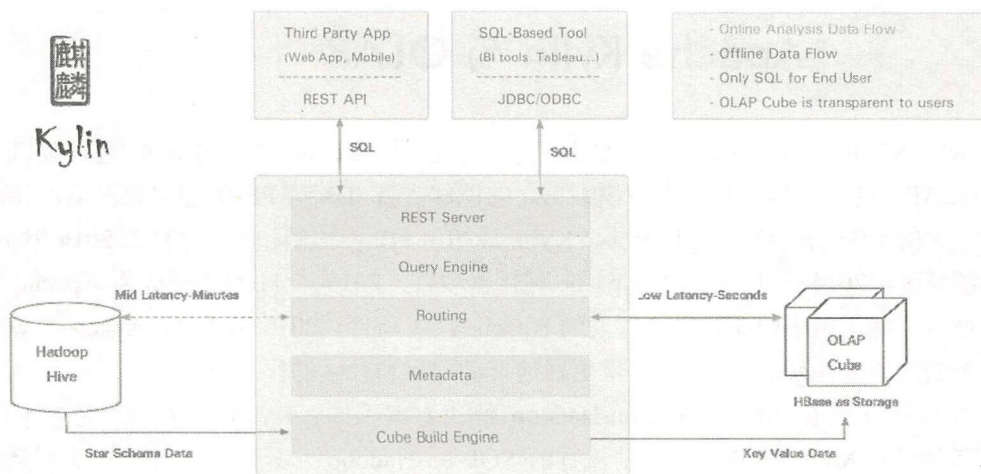 麒麟
Kylin
Third Party App
(Web App, Mobile)
REST API
SQL-Based Tool
(BI tools Tableau...)
JDBC/ODBC
- Online Analysis Data Flow
- Offline Data Flow
- Only SQL for End User
- OLAP Cube is transparent to users
SQL
SQL
REST Server
Query Engine
Mid Latency-Minutes
Routing
Low Latency-Seconds
Hadoop
Hive
Metadata
OLAP
Cube
HBase as Storage
Cube Build Engine
Star Schema Data
Key Value Data